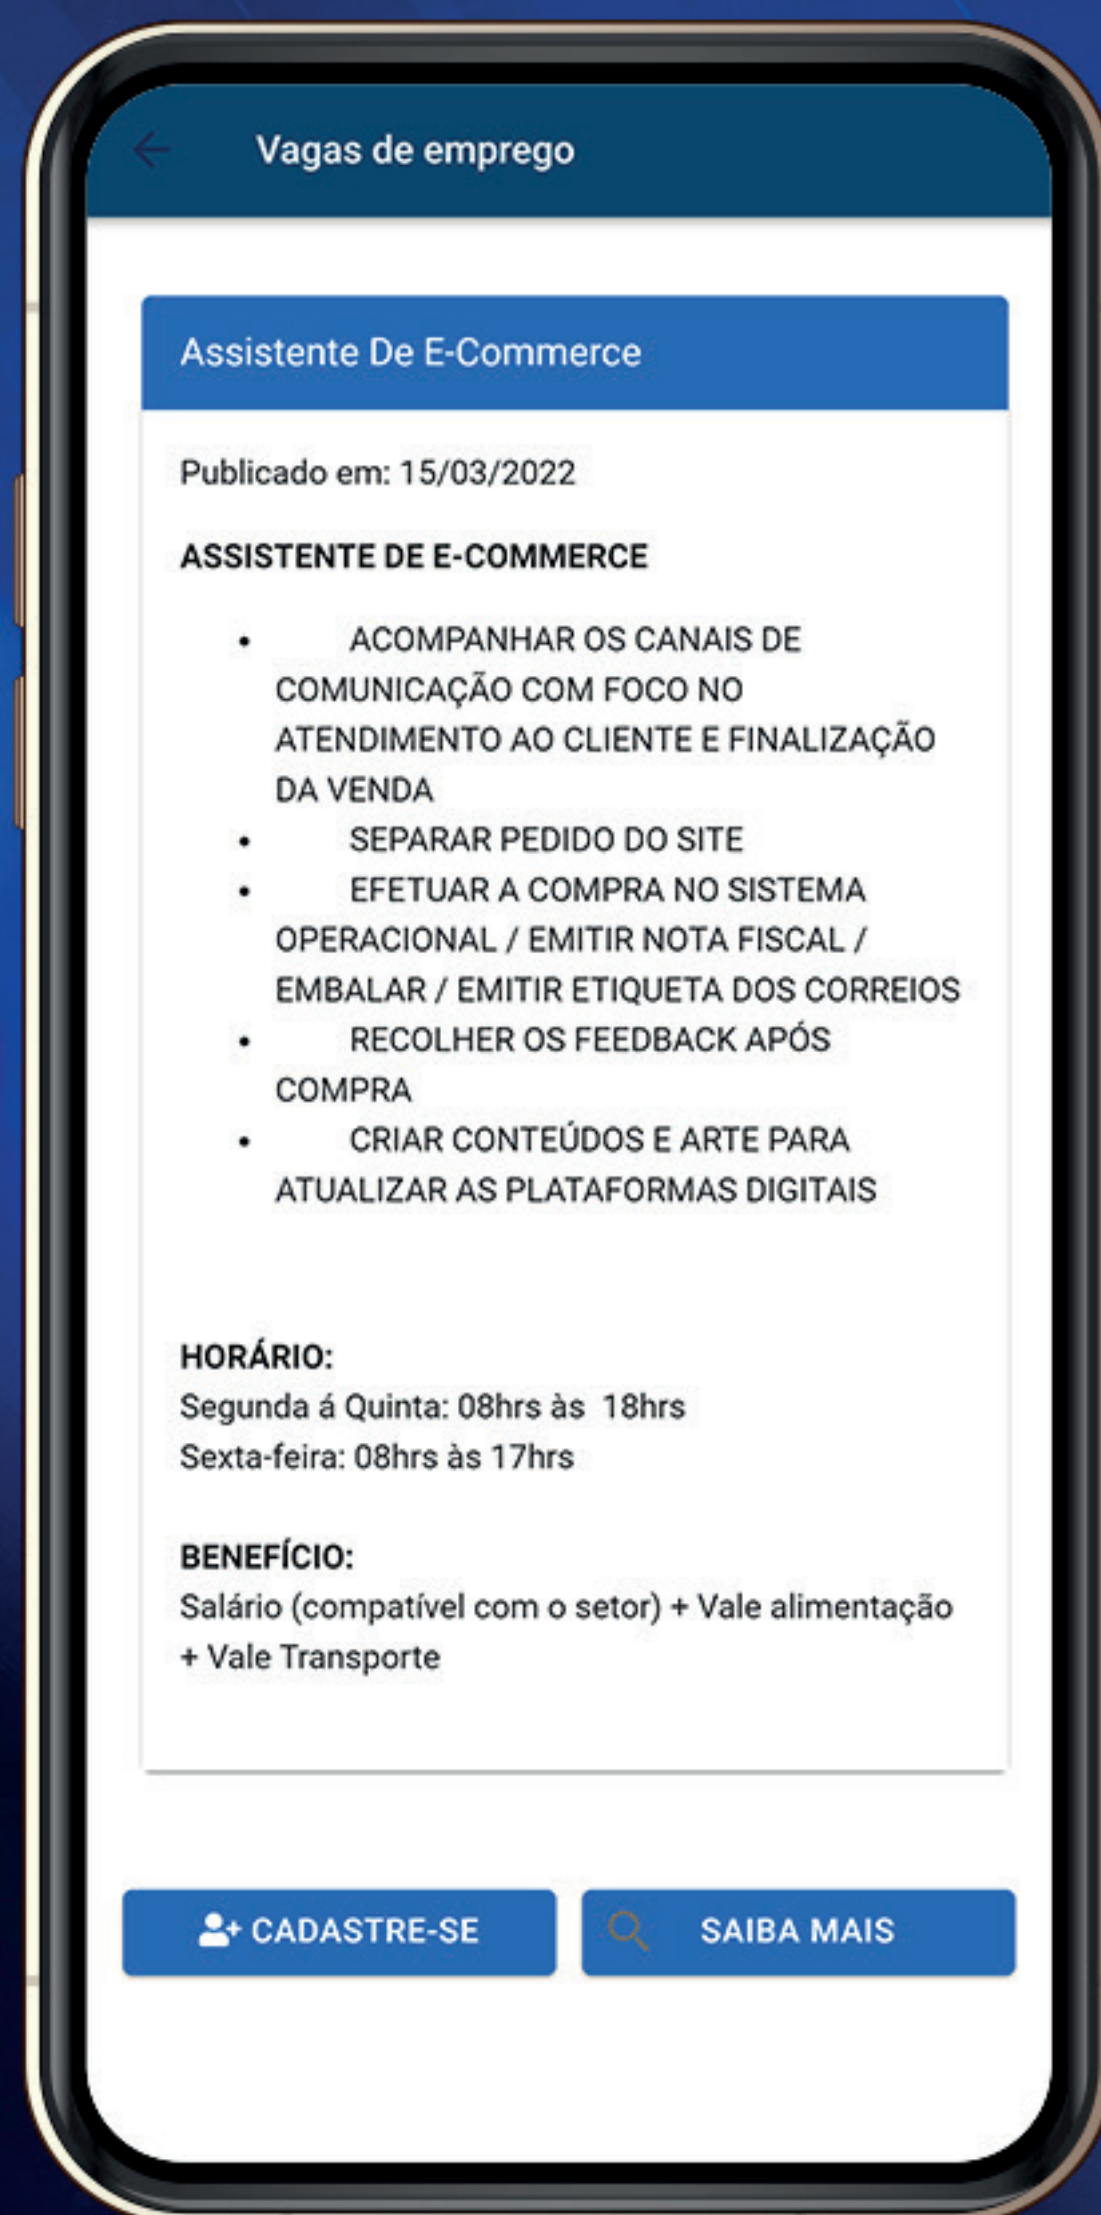 Vagas de emprego
Assistente De E-Commerce
Publicado em: 15/03/2022
ASSISTENTE DE E-COMMERCE
• ACOMPANHAR OS CANAIS DE
COMUNICAÇÃO COM FOCO NO
ATENDIMENTO AO CLIENTE E FINALIZAÇÃO
DA VENDA
• SEPARAR PEDIDO DO SITE
• EFETUAR A COMPRA NO SISTEMA
OPERACIONAL / EMITIR NOTA FISCAL /
EMBALAR / EMITIR ETIQUETA DOS CORREIOS
• RECOLHER OS FEEDBACK APÓS
COMPRA
• CRIAR CONTEÚDOS E ARTE PARA
ATUALIZAR AS PLATAFORMAS DIGITAIS
HORÁRIO:
Segunda á Quinta: 08hrs às 18hrs
Sexta-feira: 08hrs às 17hrs
BENEFÍCIO:
Salário (compatível com o setor) + Vale alimentação
+ Vale Transporte
CADASTRE-SE
SAIBA MAIS